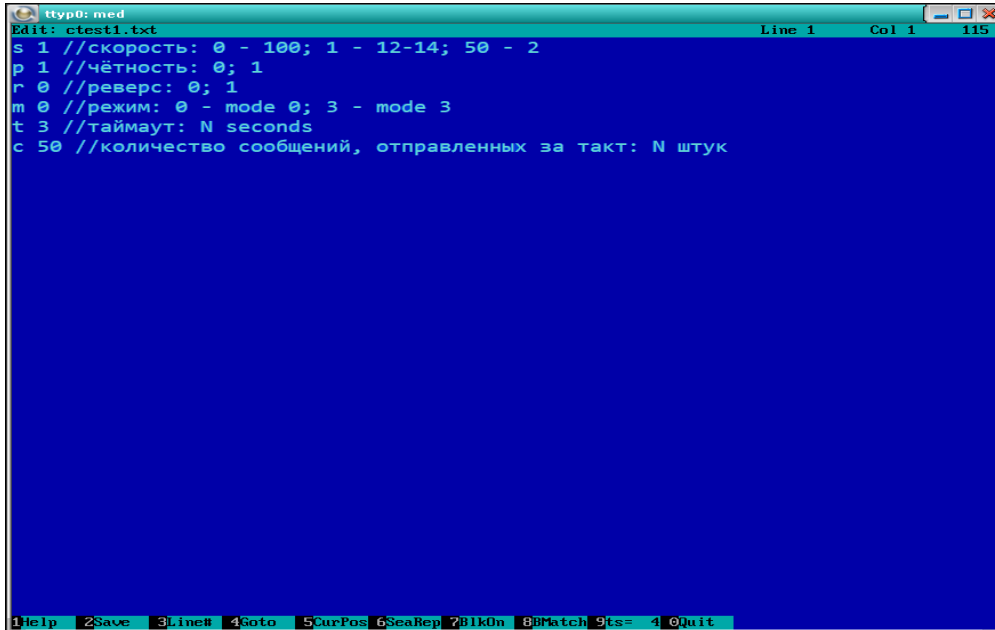 ttyp0: med
Edit: ctest1.txt Line 1 Col 1 115
s 1 //скорость: 0 - 100; 1 - 12-14; 50 - 2
p 1 //чётность: 0; 1
r 0 //реверс: 0; 1
m 0 //режим: 0 - mode 0; 3 - mode 3
t 3 //таймаут: N seconds
c 50 //количество сообщений, отправленных за такт: N штук
1Help 2Save 3Line# 4Goto 5CurPos 6SeaRep 7BlkOn 8BMatch 9ts= 4 0Quit